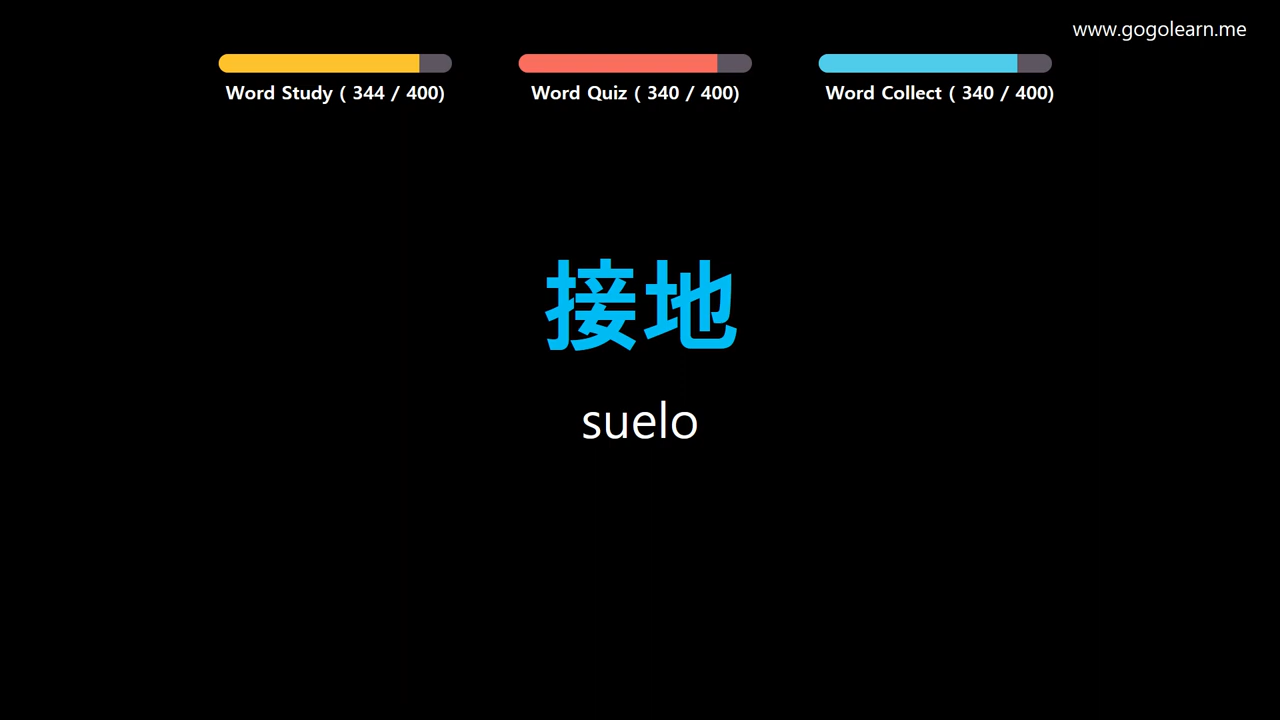 www.gogolearn.me
Word Study ( 344 / 400)
Word Quiz ( 340 / 400)
Word Collect ( 340 / 400)
接地
suelo